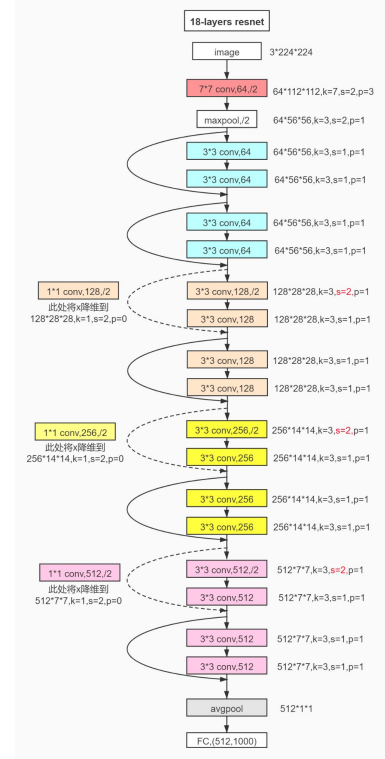 18-layers resnet
image 3*224*224
7*7 conv,64,/2 64*112*112,k=7,s=2,p=3
maxpool,/2 64*56*56,k=3,s=2,p=1
3*3 conv,64 64*56*56,k=3,s=1,p=1
3*3 conv,64 64*56*56,k=3,s=1,p=1
3*3 conv,64 64*56*56,k=3,s=1,p=1
3*3 conv,64 64*56*56,k=3,s=1,p=1
1*1 conv,128,/2 3*3 conv,128,/2 128*28*28,k=3,s=2,p=1
此处将x降维到
128*28*28,k=1,s=2,p=0
3*3 conv,128 128*28*28,k=3,s=1,p=1
3*3 conv,128 128*28*28,k=3,s=1,p=1
3*3 conv,128 128*28*28,k=3,s=1,p=1
1*1 conv,256,/2 3*3 conv,256,/2 256*14*14,k=3,s=2,p=1
此处将x降维到
256*14*14,k=1,s=2,p=0
3*3 conv,256 256*14*14,k=3,s=1,p=1
3*3 conv,256 256*14*14,k=3,s=1,p=1
3*3 conv,256 256*14*14,k=3,s=1,p=1
1*1 conv,512,/2 3*3 conv,512,/2 512*7*7,k=3,s=2,p=1
此处将x降维到
512*7*7,k=1,s=2,p=0
3*3 conv,512 512*7*7,k=3,s=1,p=1
3*3 conv,512 512*7*7,k=3,s=1,p=1
3*3 conv,512 512*7*7,k=3,s=1,p=1
avgpool 512*1*1
FC,(512,1000)